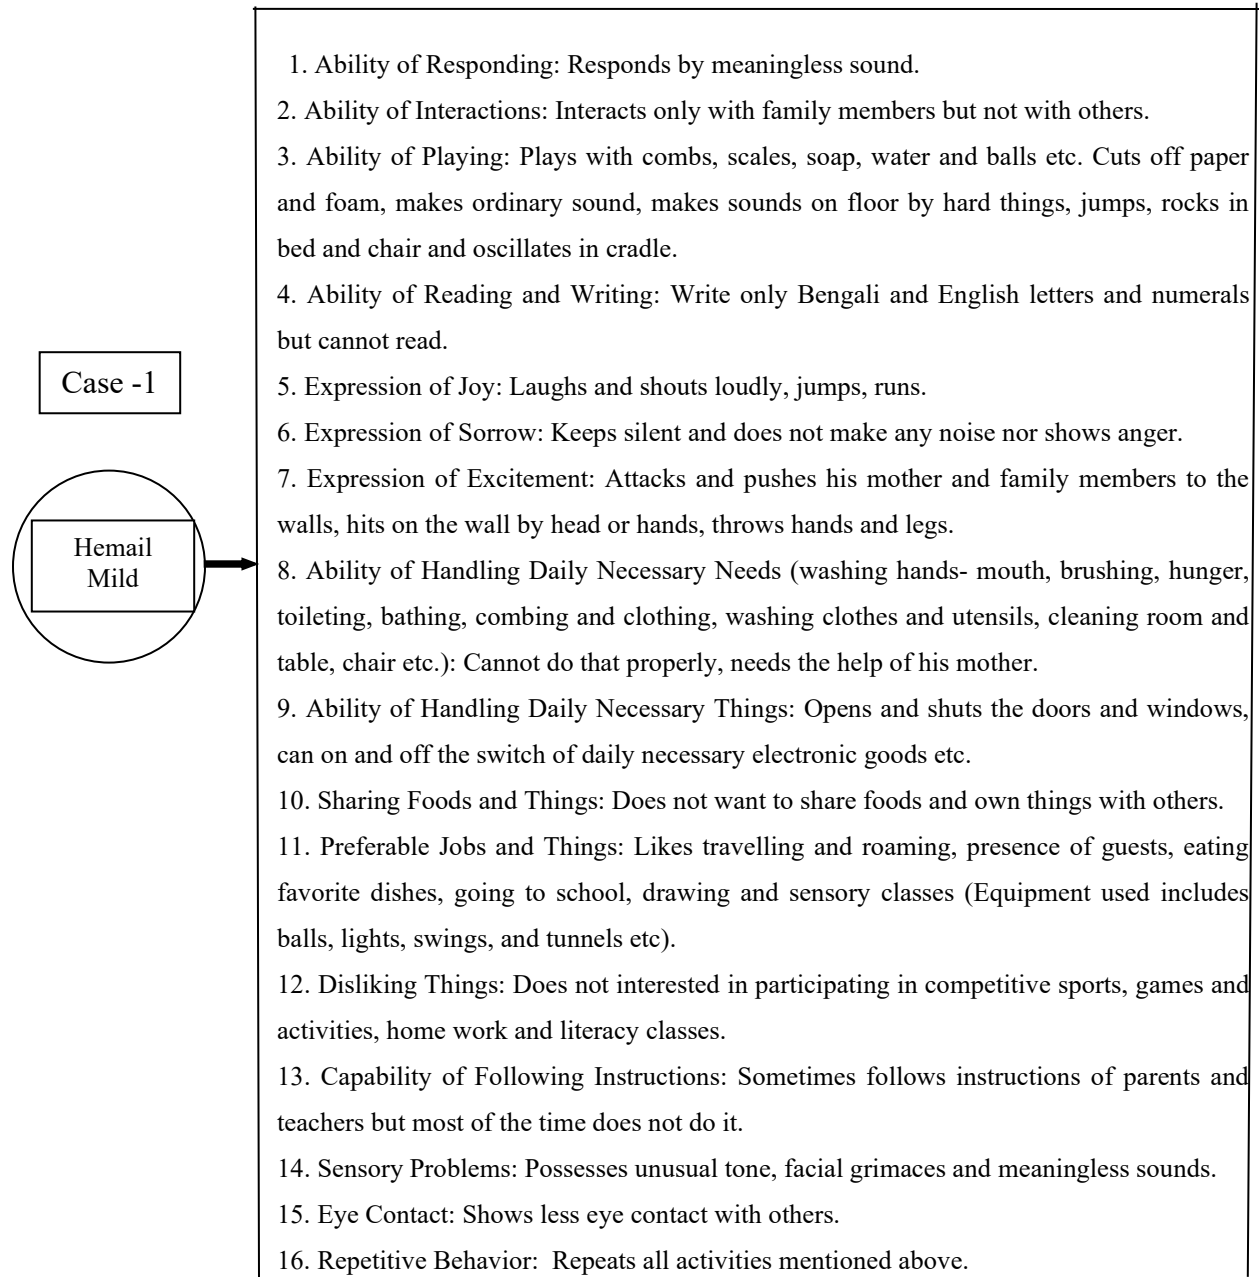 1. Ability of Responding: Responds by meaningless sound.
2. Ability of Interactions: Interacts only with family members but not with others.
3. Ability of Playing: Plays with combs, scales, soap, water and balls etc. Cuts off paper
and foam, makes ordinary sound, makes sounds on floor by hard things, jumps, rocks in
bed and chair and oscillates in cradle.
4. Ability of Reading and Writing: Write only Bengali and English letters and numerals
but cannot read.
Case -1
5. Expression of Joy: Laughs and shouts loudly, jumps, runs.
6. Expression of Sorrow: Keeps silent and does not make any noise nor shows anger.
7. Expression of Excitement: Attacks and pushes his mother and family members to the
walls, hits on the wall by head or hands, throws hands and legs.
Hemail
Mild
8. Ability of Handling Daily Necessary Needs (washing hands- mouth, brushing, hunger,
toileting, bathing, combing and clothing, washing clothes and utensils, cleaning room and
table, chair etc.): Cannot do that properly, needs the help of his mother.
9. Ability of Handling Daily Necessary Things: Opens and shuts the doors and windows,
can on and off the switch of daily necessary electronic goods etc.
10. Sharing Foods and Things: Does not want to share foods and own things with others.
11. Preferable Jobs and Things: Likes travelling and roaming, presence of guests, eating
favorite dishes, going to school, drawing and sensory classes (Equipment used includes
balls, lights, swings, and tunnels etc).
12. Disliking Things: Does not interested in participating in competitive sports, games and
activities, home work and literacy classes.
13. Capability of Following Instructions: Sometimes follows instructions of parents and
teachers but most of the time does not do it.
14. Sensory Problems: Possesses unusual tone, facial grimaces and meaningless sounds.
15. Eye Contact: Shows less eye contact with others.
16. Repetitive Behavior: Repeats all activities mentioned above.